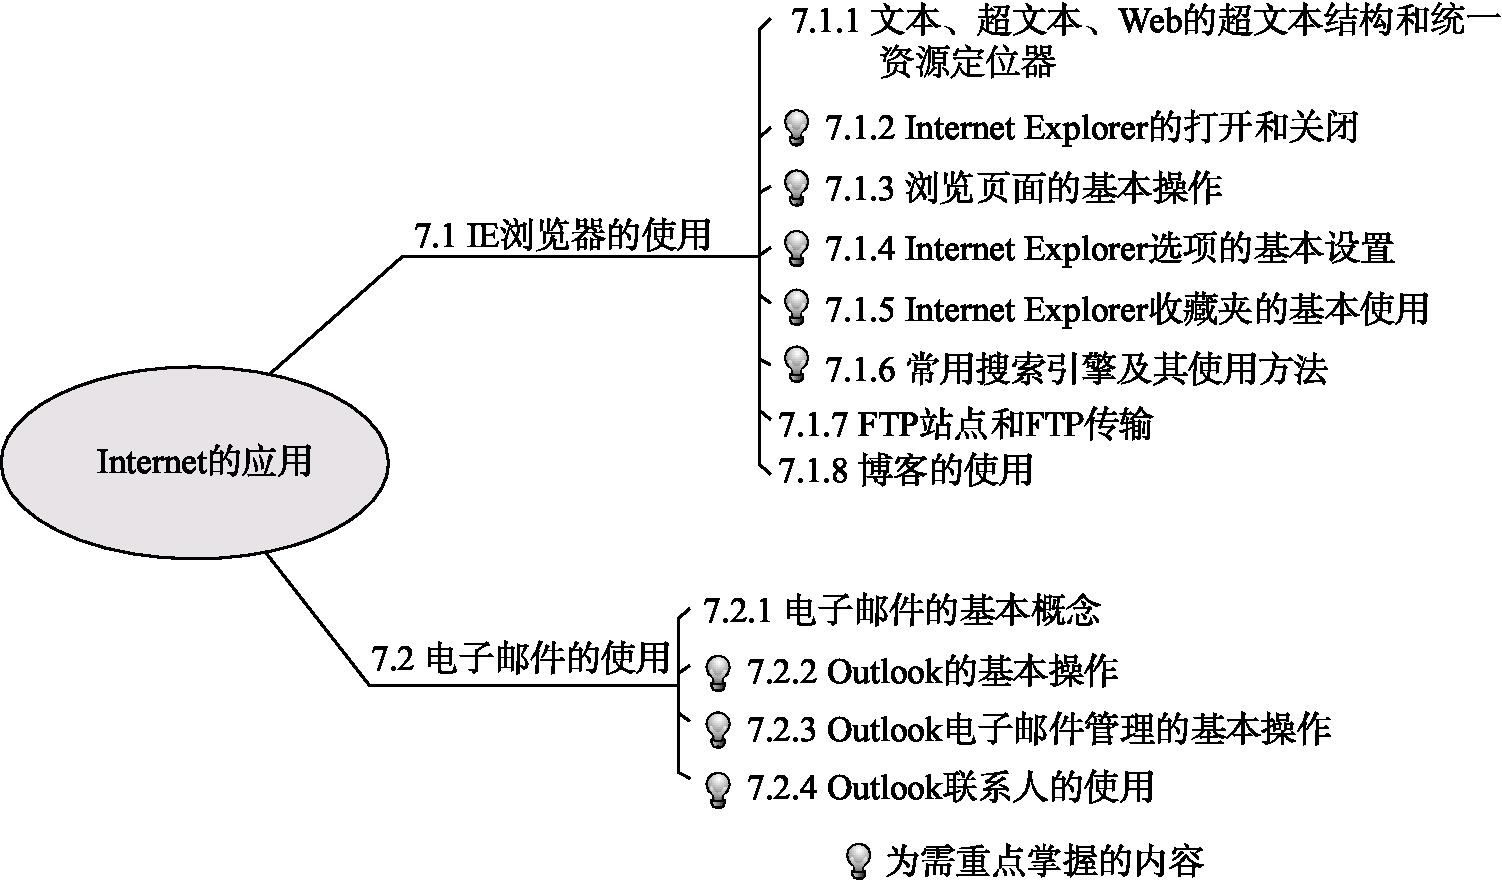 Internet的应用
7.1 IE浏览器的使用
7.1.1 文本、超文本、Web的超文本结构和统一
资源定位器
7.1.2 Internet Explorer的打开和关闭
7.1.3 浏览页面的基本操作
7.1.4 Internet Explorer选项的基本设置
7.1.5 Internet Explorer收藏夹的基本使用
7.1.6 常用搜索引擎及其使用方法
7.1.7 FTP站点和FTP传输
7.1.8 博客的使用
7.2 电子邮件的使用
7.2.1 电子邮件的基本概念
7.2.2 Outlook的基本操作
7.2.3 Outlook电子邮件管理的基本操作
7.2.4 Outlook联系人的使用
为需重点掌握的内容